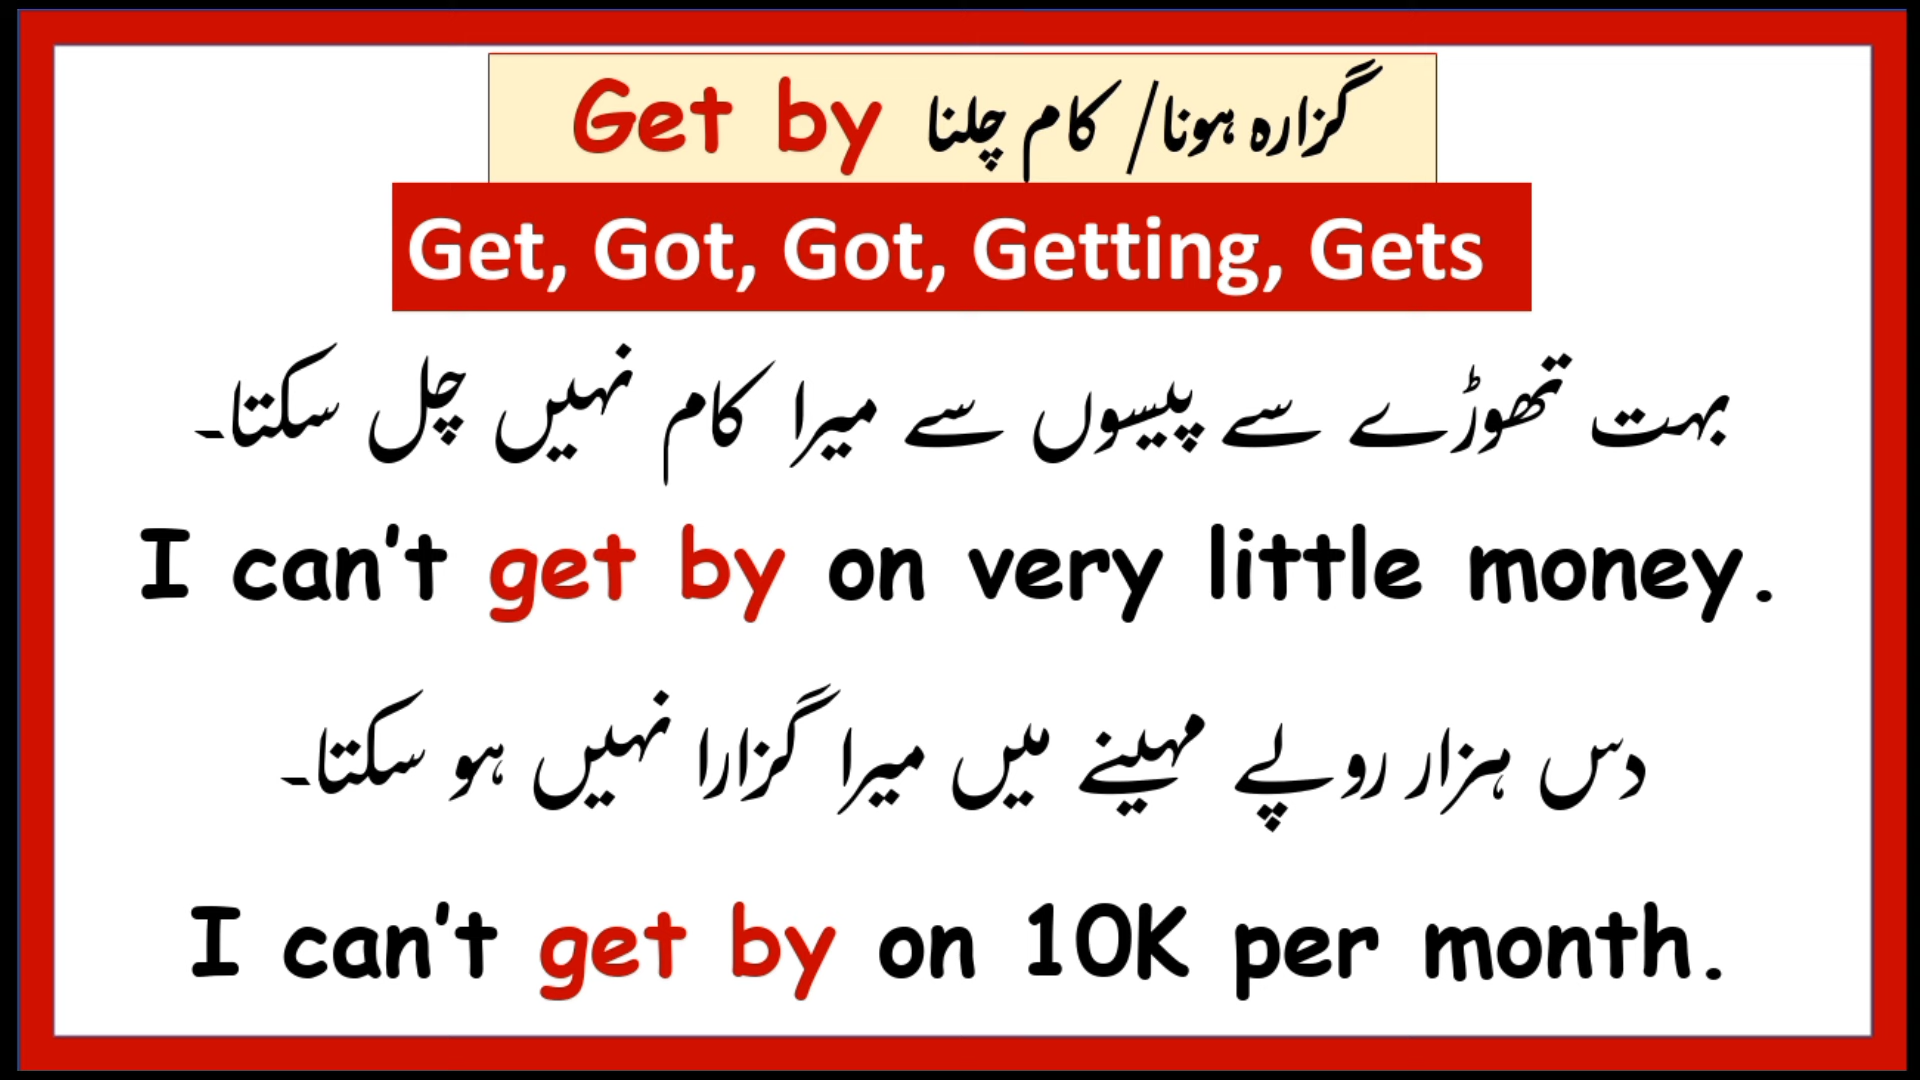 Get by گزارہ ہونا/ کام چلنا
Get, Got, Got, Getting, Gets
بہت تھوڑے سے پیسوں سے میرا کام نہیں چل سکتا۔
I can't get by on very little money.
دس ہزار روپے مہینے میں میرا گزارا نہیں ہو سکتا۔
I can't get by on 10K per month.